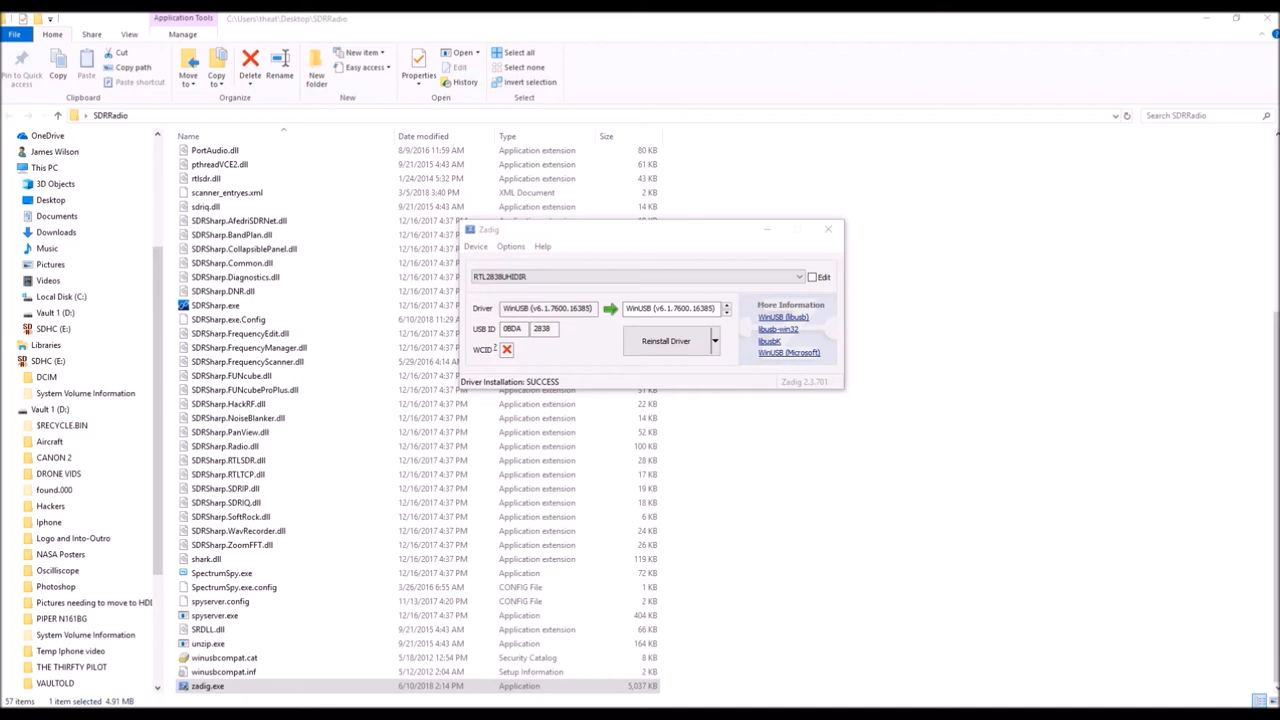 Application Tools C:\Users\theat\Desktop\SDRRadio
File Home Share View Manage
Pin to Quick access
Copy
Paste
Cut
Copy path
Paste shortcut
Move to
Copy to
Delete
Rename
New folder
New item
Easy access
Properties
Open
Edit
History
Select all
Select none
Invert selection
Clipboard Organize New Open Select
SDRRadio Search SDRRadio
OneDrive
James Wilson
This PC
3D Objects
Desktop
Documents
Downloads
Music
Pictures
Videos
Local Disk (C:)
Vault 1 (D:)
SDHC (E:)
Libraries
SDHC (E:)
DCIM
System Volume Information
Vault 1 (D:)
$RECYCLE.BIN
Aircraft
CANON 2
DRONE VIDS
found.000
Hackers
Iphone
Logo and Into-Outro
NASA Posters
Oscilliscope
Photoshop
Pictures needing to move to HDD
PIPER N161BG
System Volume Information
Temp Iphone video
THE THIRFTY PILOT
VAULTOLD
Name Date modified Type Size
PortAudio.dll 8/9/2016 11:59 AM Application extension 80 KB
pthreadVCE2.dll 9/21/2015 4:43 AM Application extension 61 KB
rtlsdr.dll 1/24/2014 5:32 PM Application extension 43 KB
scanner_entryes.xml 3/5/2018 3:40 PM XML Document 2 KB
sdriq.dll 9/21/2015 4:43 AM Application extension 14 KB
SDRSharp.AfedriSDRNet.dll 12/16/2017 4:37 P
SDRSharp.BandPlan.dll 12/16/2017 4:37 P
SDRSharp.CollapsiblePanel.dll 12/16/2017 4:37 P
SDRSharp.Common.dll 12/16/2017 4:37 P
SDRSharp.Diagnostics.dll 12/16/2017 4:37 P
SDRSharp.DNR.dll 12/16/2017 4:37 P
SDRSharp.exe 12/16/2017 4:37 P
SDRSharp.exe.Config 6/10/2018 11:29
SDRSharp.FrequencyEdit.dll 12/16/2017 4:37 P
SDRSharp.FrequencyManager.dll 12/16/2017 4:37 P
SDRSharp.FrequencyScanner.dll 5/29/2016 4:14
SDRSharp.FUNcube.dll 12/16/2017 4:37 P
SDRSharp.FUNcubeProPlus.dll 12/16/2017 4:37 PM Application extension 51 KB
SDRSharp.HackRF.dll 12/16/2017 4:37 PM Application extension 22 KB
SDRSharp.NoiseBlanker.dll 12/16/2017 4:37 PM Application extension 14 KB
SDRSharp.PanView.dll 12/16/2017 4:37 PM Application extension 52 KB
SDRSharp.Radio.dll 12/16/2017 4:37 PM Application extension 100 KB
SDRSharp.RTLSDR.dll 12/16/2017 4:37 PM Application extension 28 KB
SDRSharp.RTLTCP.dll 12/16/2017 4:37 PM Application extension 17 KB
SDRSharp.SDRIP.dll 12/16/2017 4:37 PM Application extension 19 KB
SDRSharp.SDRIQ.dll 12/16/2017 4:37 PM Application extension 18 KB
SDRSharp.SoftRock.dll 12/16/2017 4:37 PM Application extension 6 KB
SDRSharp.WavRecorder.dll 12/16/2017 4:37 PM Application extension 24 KB
SDRSharp.ZoomFFT.dll 12/16/2017 4:37 PM Application extension 26 KB
shark.dll 12/16/2017 4:37 PM Application extension 119 KB
SpectrumSpy.exe 12/16/2017 4:37 PM Application 72 KB
SpectrumSpy.exe.config 3/26/2016 6:55 AM CONFIG File 1 KB
spyserver.config 11/13/2017 4:20 PM CONFIG File 2 KB
spyserver.exe 12/16/2017 4:37 PM Application 404 KB
SRDLL.dll 9/21/2015 4:43 AM Application extension 66 KB
unzip.exe 9/21/2015 4:43 AM Application 164 KB
winusbcompat.cat 5/18/2012 12:54 PM Security Catalog 8 KB
winusbcompat.inf 5/12/2012 2:04 AM Setup Information 2 KB
zadig.exe 6/10/2018 2:14 PM Application 5,037 KB
Zadig
Device Options Help
RTL2838UHIDIR Edit
Driver WinUSB (v6.1.7600.16385) WinUSB (v6.1.7600.16385)
USB ID 0BDA 2838
WCID ?
Reinstall Driver
More Information
WinUSB (libusb)
libusb-win32
libusbK
WinUSB (Microsoft)
Driver Installation: SUCCESS Zadig 2.3.701
57 items 1 item selected 4.91 MB